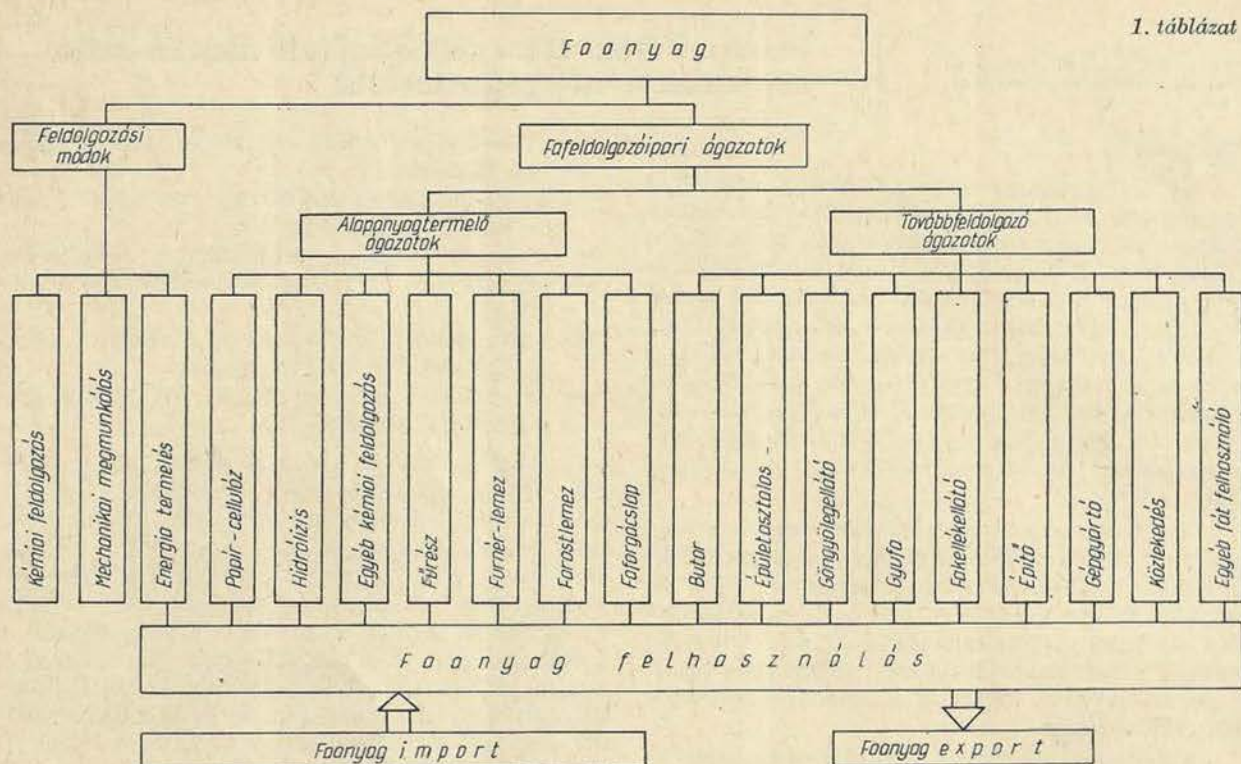 1. táblázat
Faanyag
Feldolgozási
módok
Fafeldolgozóipari ágazatok
Alapanyagtermelő
ágazatok
Továbbfeldolgozó
ágazatok
Kémiai feldolgozás
Mechanikai megmunkálás
Energia termelés
Papír-cellulóz
Hidrolízis
Egyéb kémiai feldolgozás
Fűrész
Furnér-lemez
Farostlemez
Faforgácslap
Butor
Épületasztalos -
Göngyölegellátó
Gyufa
Fakellékellátó
Építő
Gépgyártó
Közlekedés
Egyéb fát felhasználó
Faanyag felhasználás
Faanyag import
Faanyag export